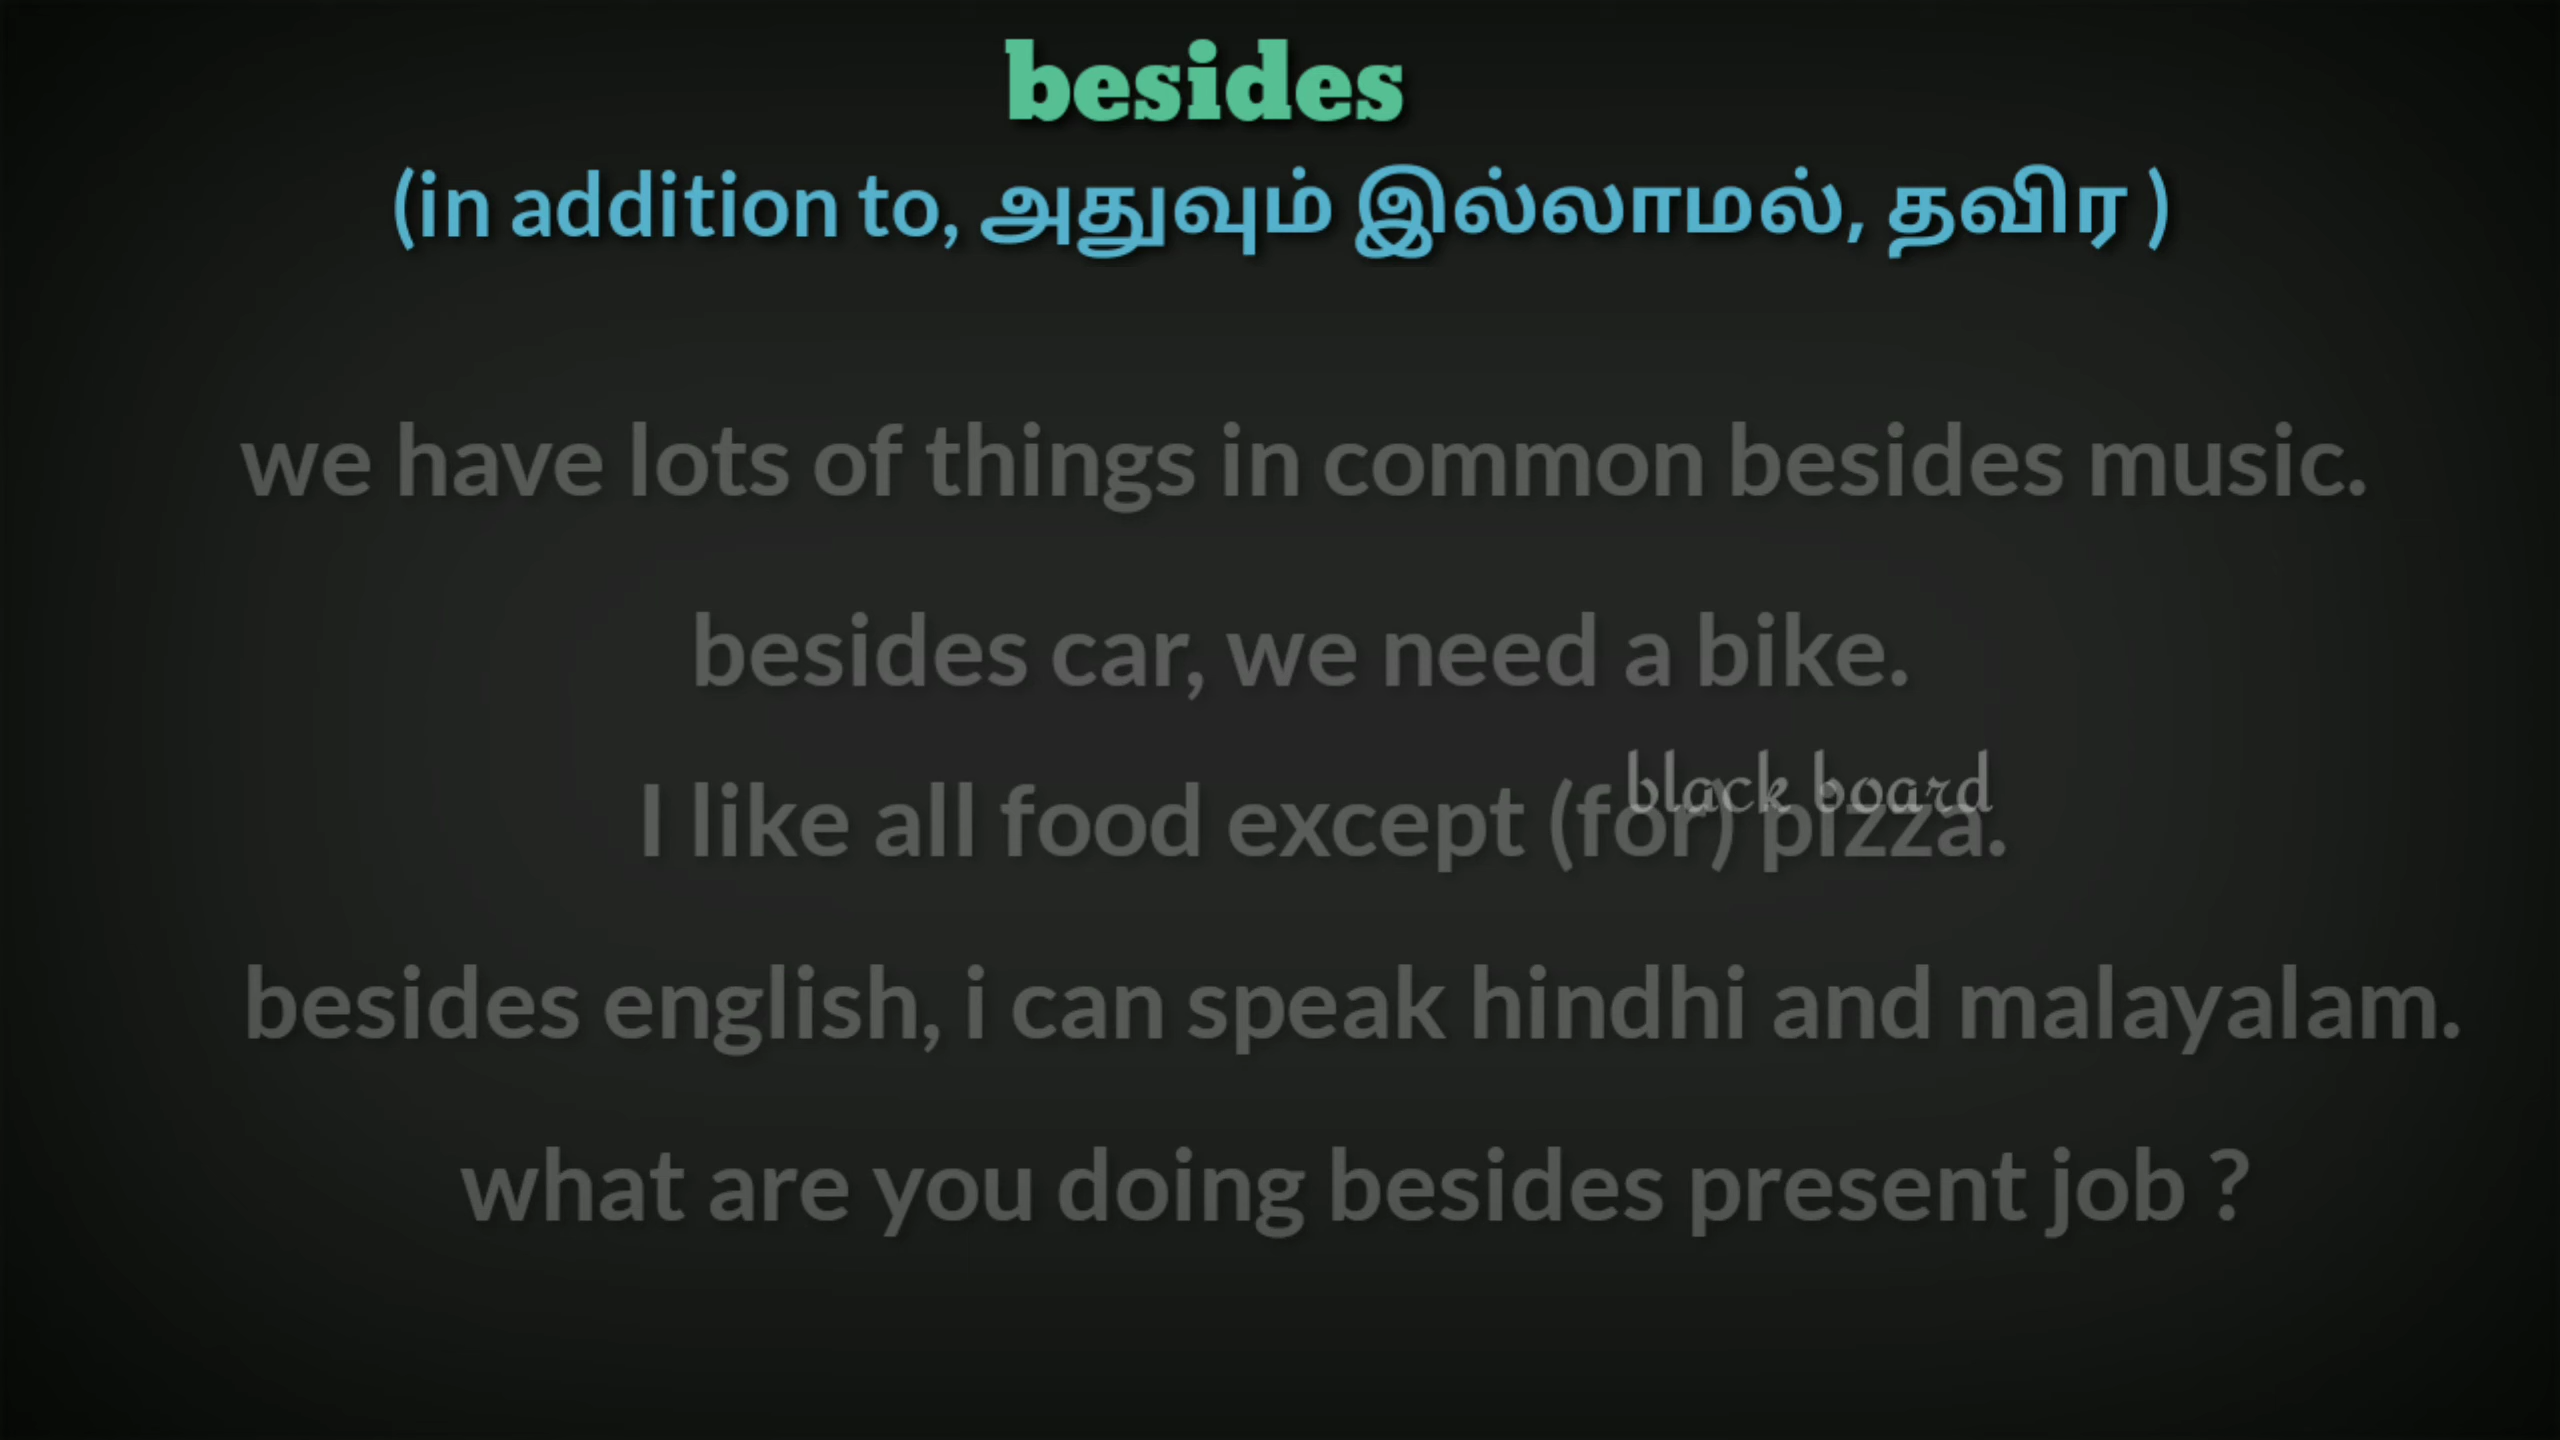 besides
(in addition to, அதுவும் இல்லாமல், தவிர )
we have lots of things in common besides music.
besides car, we need a bike.
black board
I like all food except (for) pizza.
besides english, i can speak hindhi and malayalam.
what are you doing besides present job ?